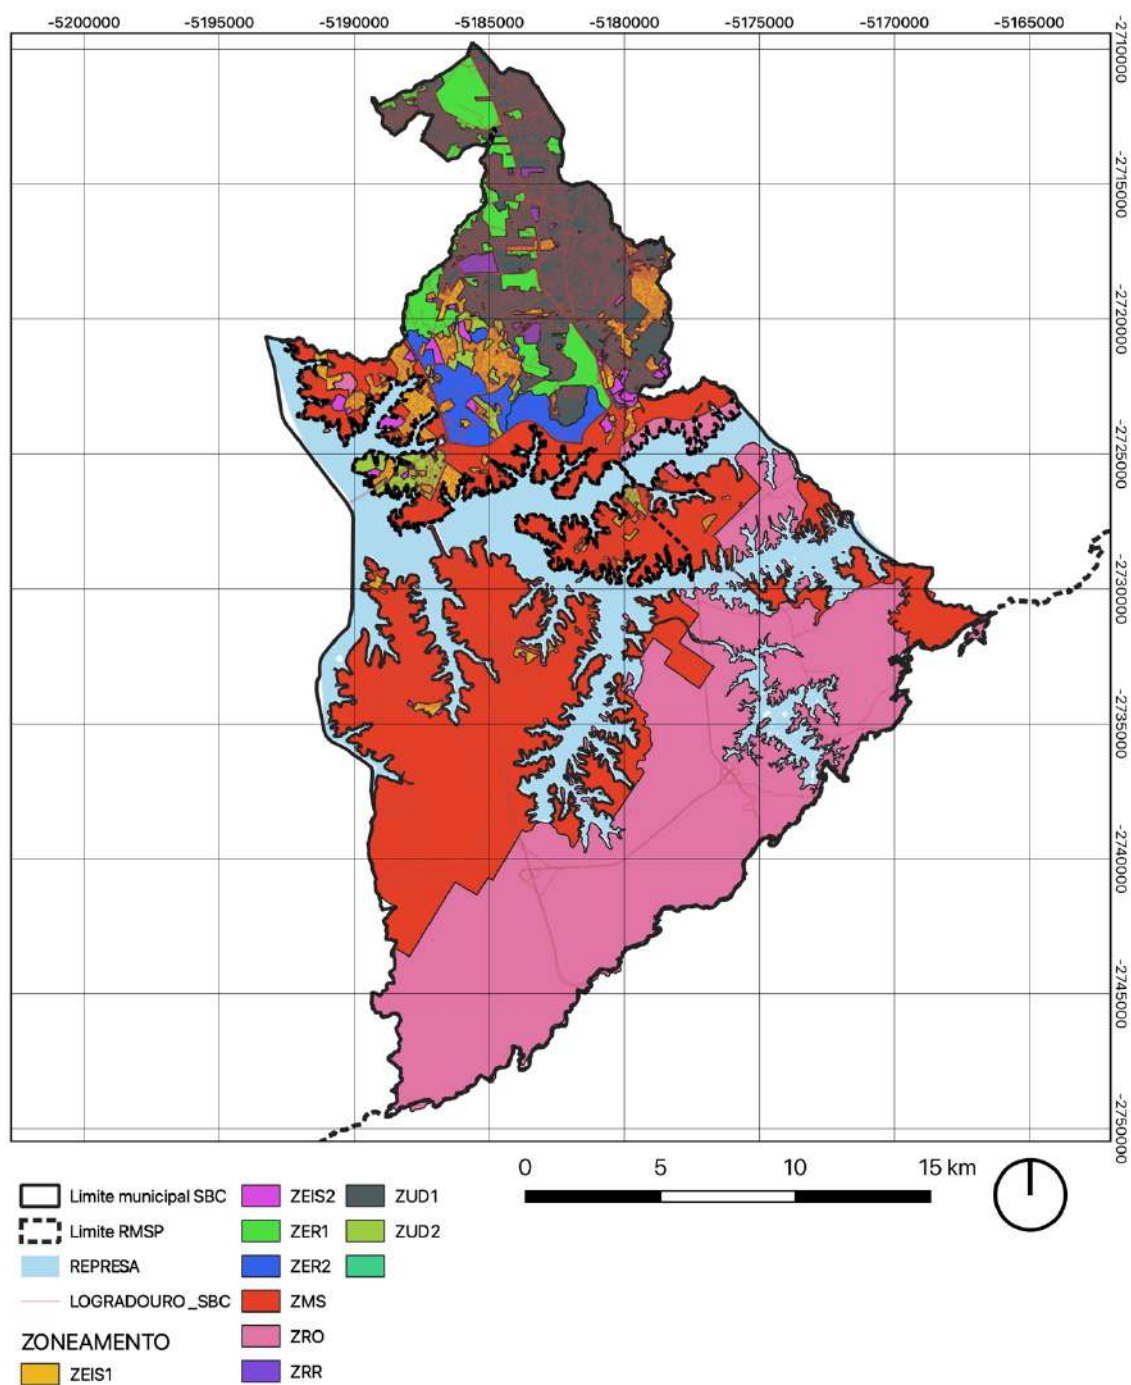 -5200000 -5195000 -5190000 -5185000 -5180000 -5175000 -5170000 -5165000
-2710000
-2715000
-2720000
-2725000
-2730000
-2735000
-2740000
-2745000
-2750000
0 5 10 15 km
Limite municipal SBC
Limite RMSP
REPRESA
LOGRADOURO_SBC
ZONEAMENTO
ZEIS1
ZEIS2
ZER1
ZER2
ZMS
ZRO
ZRR
ZUD1
ZUD2